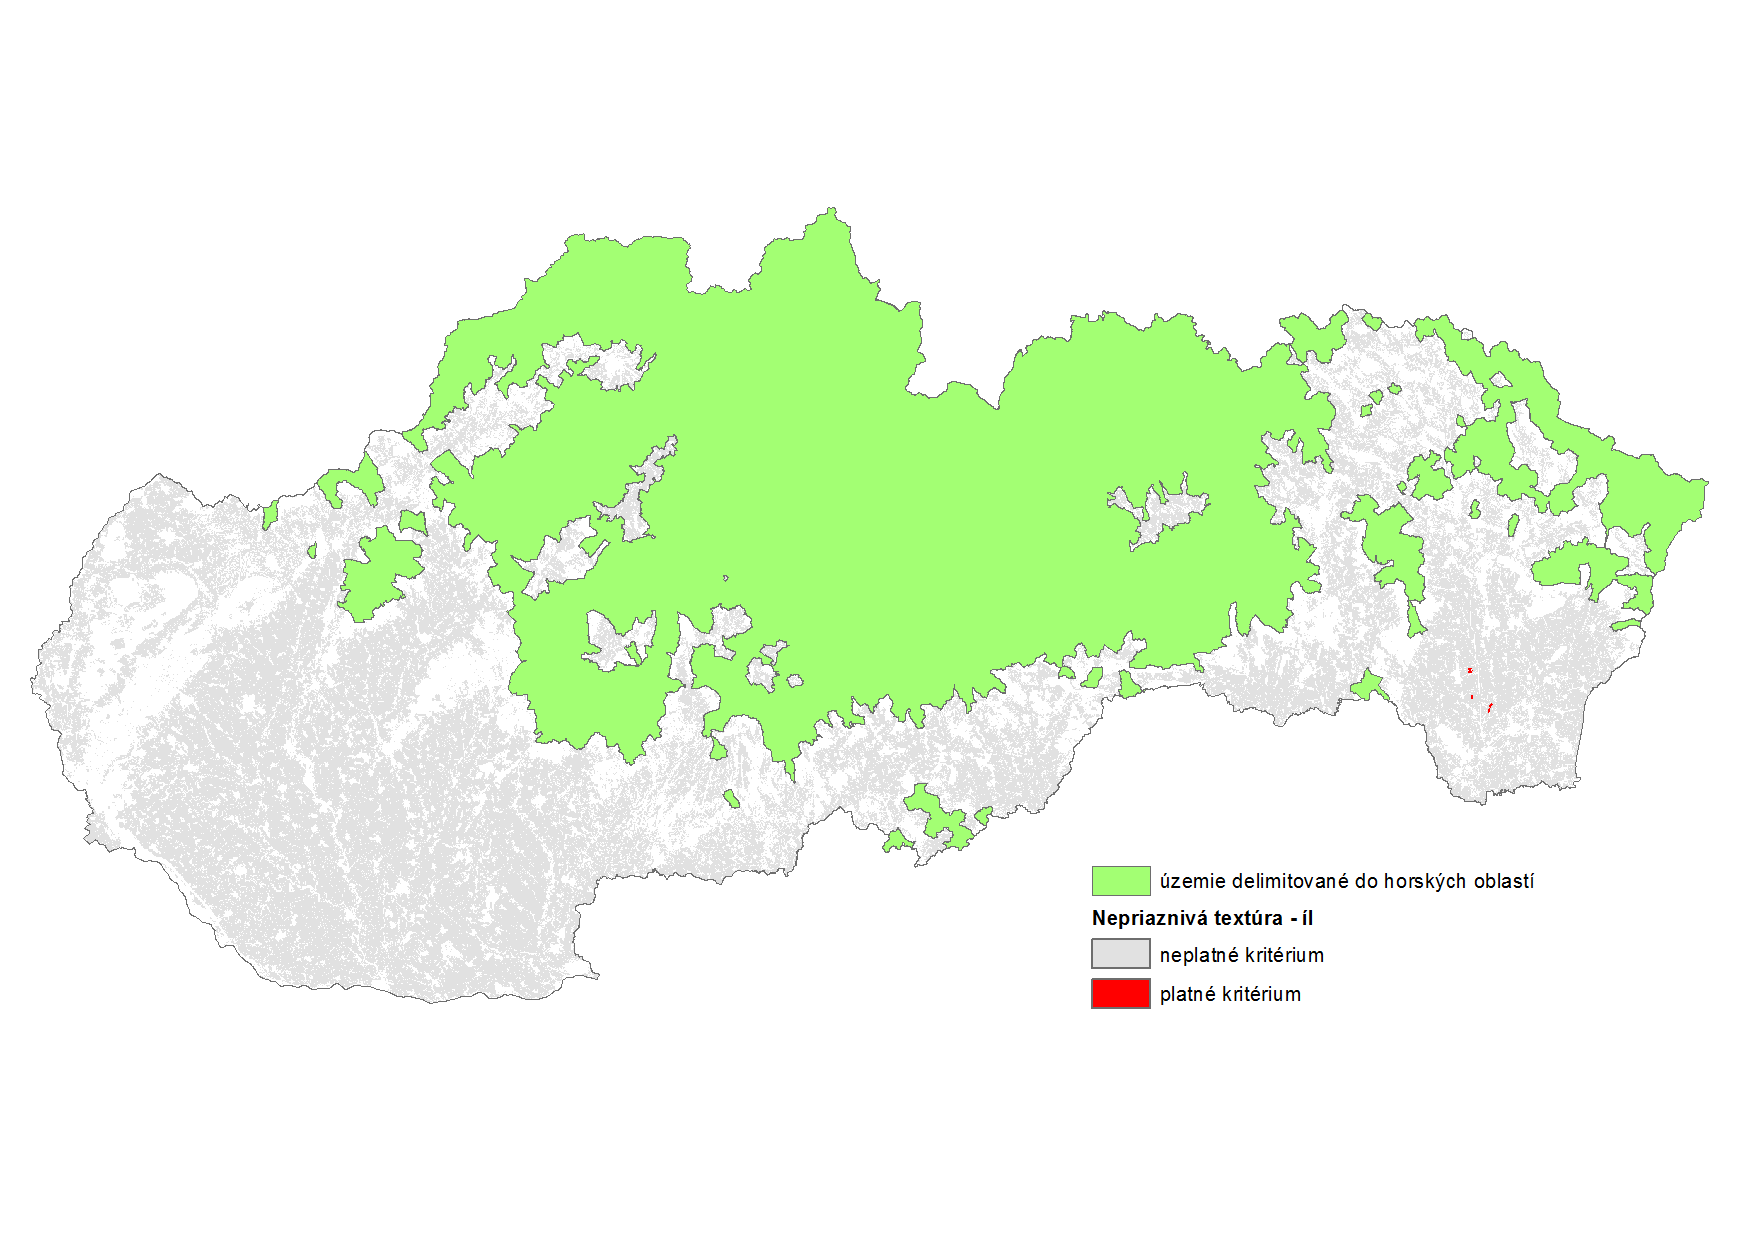 územie delimitované do horských oblastí
Nepriaznivá textúra - íl
neplatné kritérium
platné kritérium